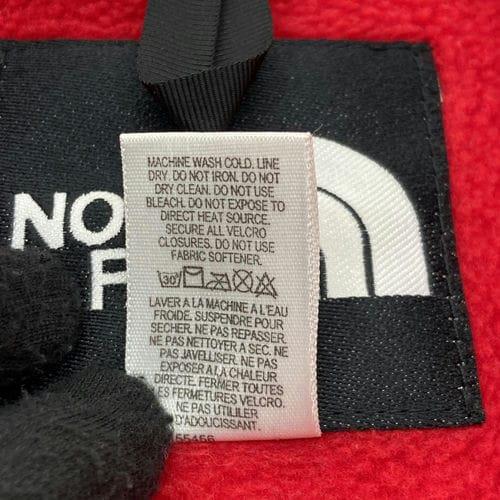 NO
F
MACHINE WASH COLD. LINE
DRY. DO NOT IRON. DO NOT
DRY CLEAN. DO NOT USE
BLEACH. DO NOT EXPOSE TO
DIRECT HEAT SOURCE.
SECURE ALL VELCRO
CLOSURES. DO NOT USE
FABRIC SOFTENER.
30°
LAVER A LA MACHINE A L'EAU
FROIDE. SUSPENDRE POUR
SECHER. NE PAS REPASSER.
NE PAS NETTOYER A SEC. NE
PAS JAVELLISER. NE PAS
EXPOSER A LA CHALEUR
DIRECTE. FERMER TOUTES
LES FERMETURES VELCRO.
NE PAS UTILILER
D'ADOUCISSANT.